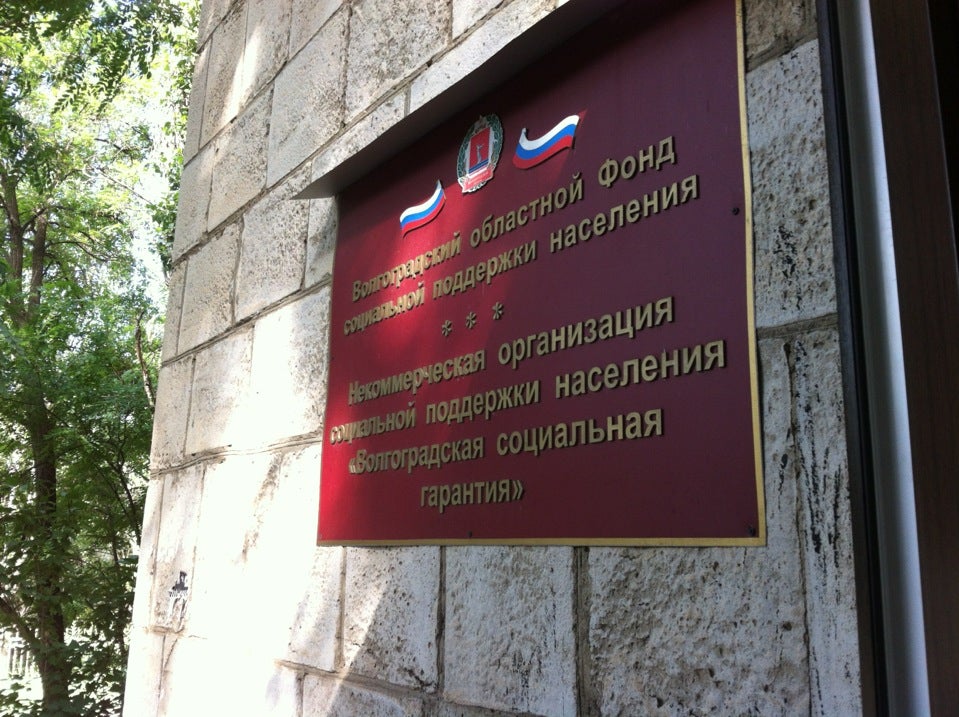 Волгоградский областной Фонд
социальной поддержки населения
* * *
Некоммерческая организация
социальной поддержки населения
«Волгоградская социальная
гарантия»